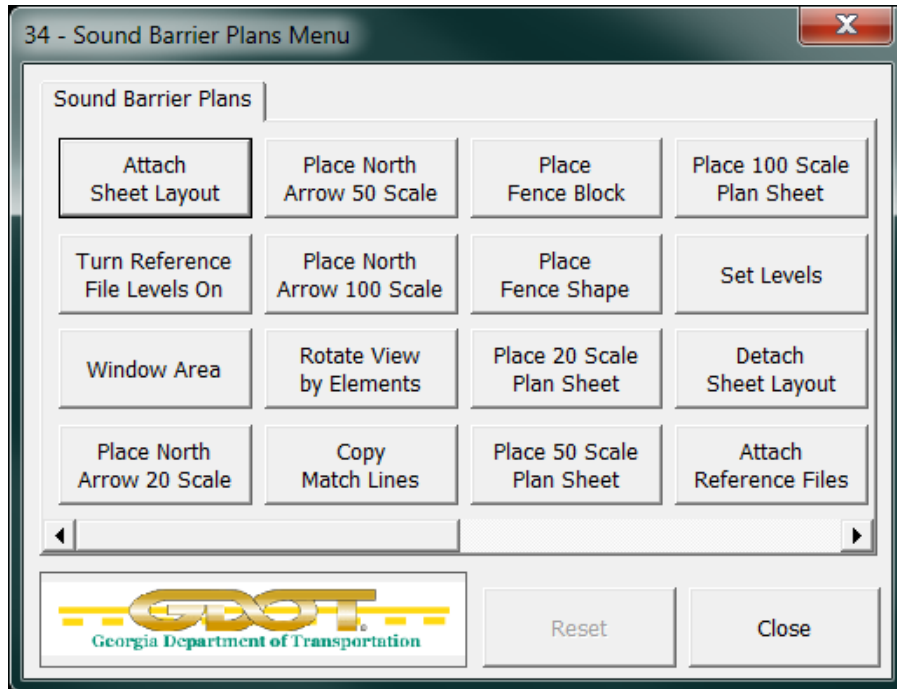 34 - Sound Barrier Plans Menu
X
Sound Barrier Plans
Attach
Sheet Layout
Place North
Arrow 50 Scale
Place
Fence Block
Place 100 Scale
Plan Sheet
Turn Reference
File Levels On
Place North
Arrow 100 Scale
Place
Fence Shape
Set Levels
Window Area
Rotate View
by Elements
Place 20 Scale
Plan Sheet
Detach
Sheet Layout
Place North
Arrow 20 Scale
Copy
Match Lines
Place 50 Scale
Plan Sheet
Attach
Reference Files
GDOT
Georgia Department of Transportation
Reset
Close